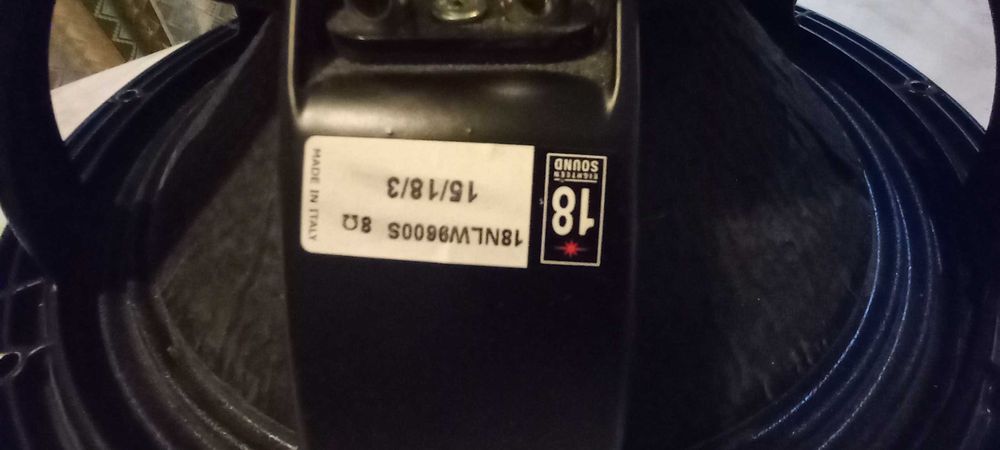 18
EIGHTEEN
SOUND
18NLW9600S 8Ω
15/18/3
MADE IN ITALY